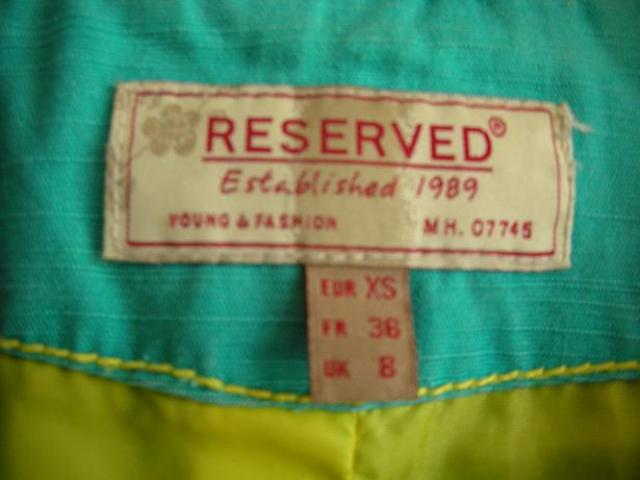 RESERVED®
Established 1989
YOUNG & FASHION MH. 07745
EUR XS
FR 36
UK 8